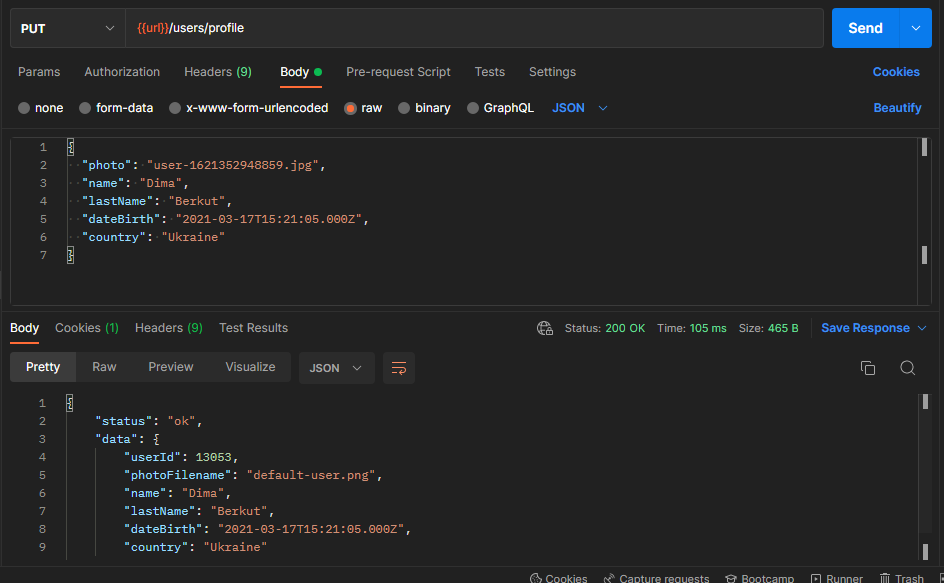 PUT {{url}}/users/profile Send
Params Authorization Headers (9) Body Pre-request Script Tests Settings Cookies
none form-data x-www-form-urlencoded raw binary GraphQL JSON Beautify
1 {
2 "photo": "user-1621352948859.jpg",
3 "name": "Dima",
4 "lastName": "Berkut",
5 "dateBirth": "2021-03-17T15:21:05.000Z",
6 "country": "Ukraine"
7 }
Body Cookies (1) Headers (9) Test Results Status: 200 OK Time: 105 ms Size: 465 B Save Response
Pretty Raw Preview Visualize JSON
1 {
2 "status": "ok",
3 "data": {
4 "userId": 13053,
5 "photoFilename": "default-user.png",
6 "name": "Dima",
7 "lastName": "Berkut",
8 "dateBirth": "2021-03-17T15:21:05.000Z",
9 "country": "Ukraine"
Cookies Capture requests Bootcamp Runner Trash